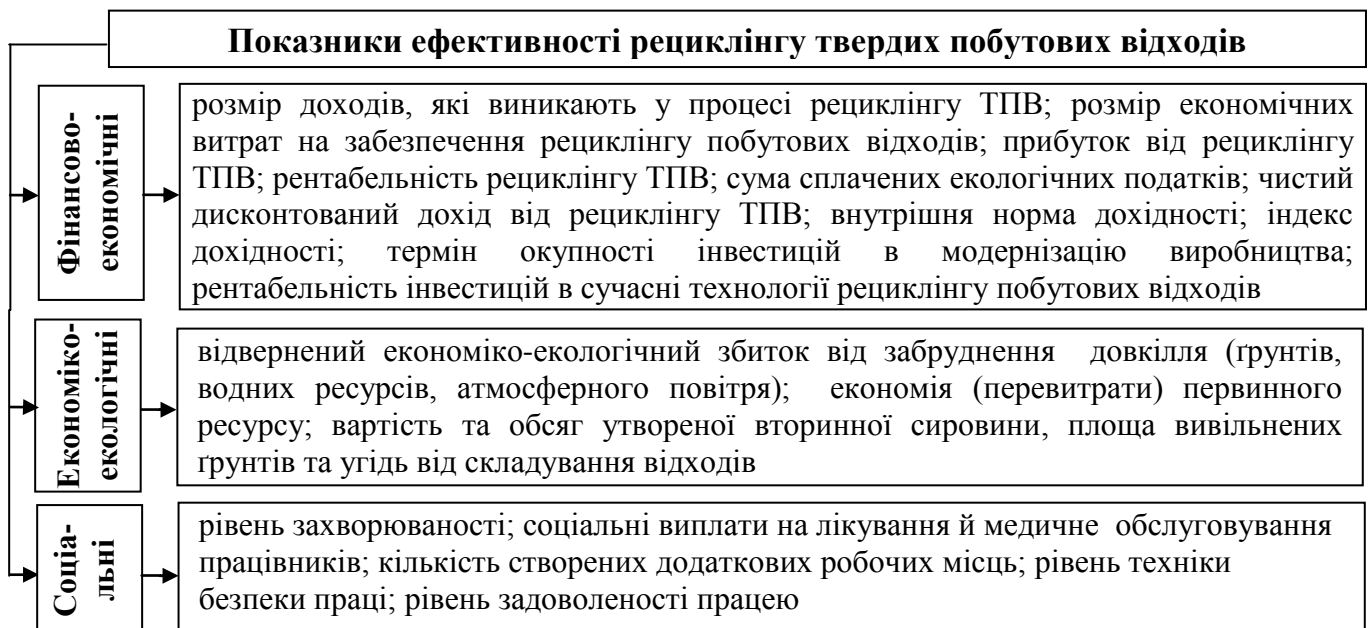 Показники ефективності рециклінгу твердих побутових відходів
Фінансово-
економічні
розмір доходів, які виникають у процесі рециклінгу ТПВ; розмір економічних
витрат на забезпечення рециклінгу побутових відходів; прибуток від рециклінгу
ТПВ; рентабельність рециклінгу ТПВ; сума сплачених екологічних податків; чистий
дисконтований дохід від рециклінгу ТПВ; внутрішня норма дохідності; індекс
дохідності; термін окупності інвестицій в модернізацію виробництва;
рентабельність інвестицій в сучасні технології рециклінгу побутових відходів
Економіко-
екологічні
відвернений економіко-екологічний збиток від забруднення довкілля (ґрунтів,
водних ресурсів, атмосферного повітря); економія (перевитрати) первинного
ресурсу; вартість та обсяг утвореної вторинної сировини, площа вивільнених
ґрунтів та угідь від складування відходів
Соціа-
льні
рівень захворюваності; соціальні виплати на лікування й медичне обслуговування
працівників; кількість створених додаткових робочих місць; рівень техніки
безпеки праці; рівень задоволеності працею